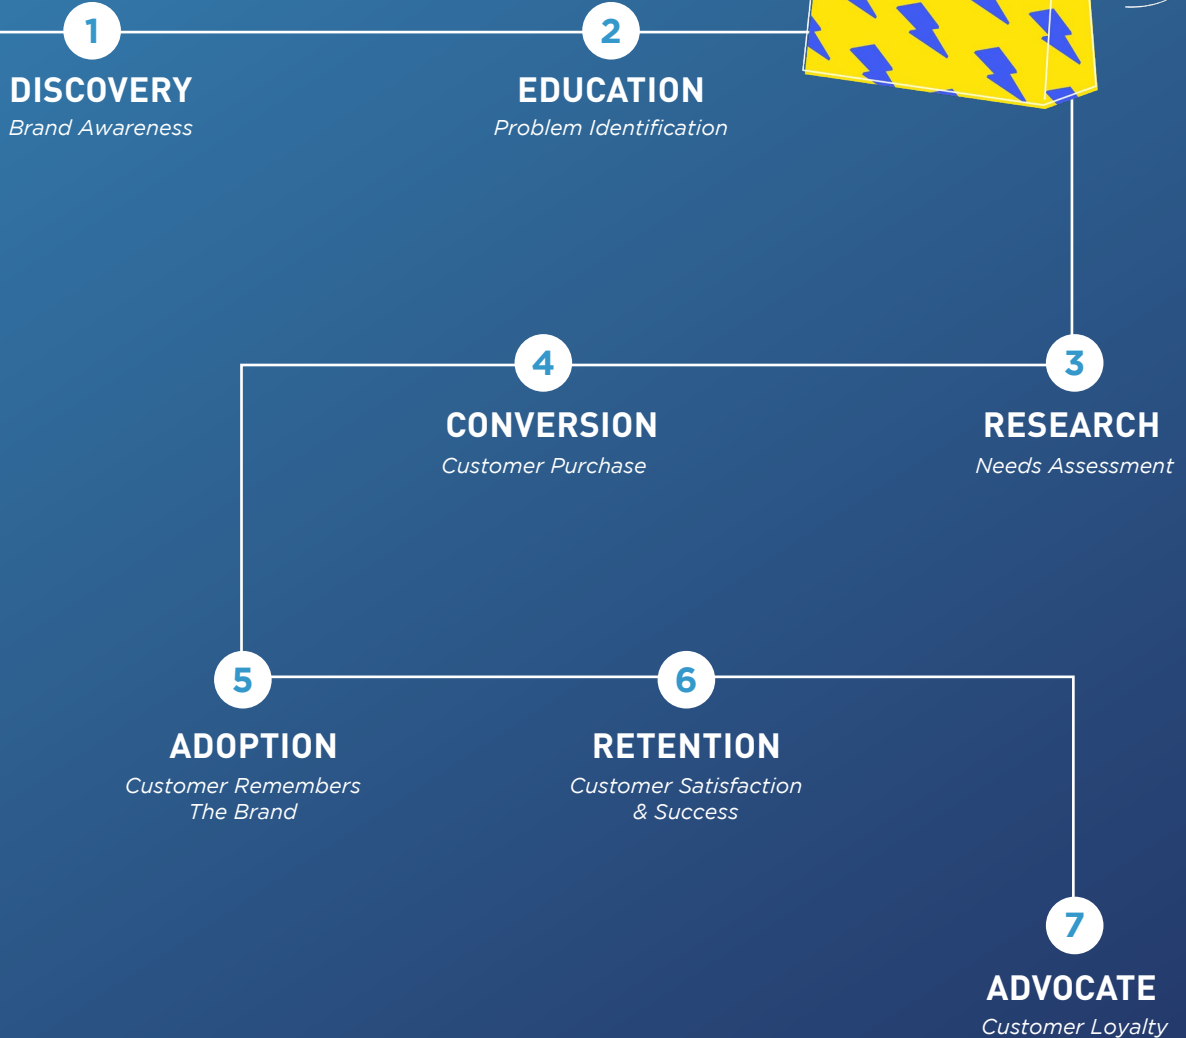 1
DISCOVERY
Brand Awareness
2
EDUCATION
Problem Identification
3
RESEARCH
Needs Assessment
4
CONVERSION
Customer Purchase
5
ADOPTION
Customer Remembers
The Brand
6
RETENTION
Customer Satisfaction
& Success
7
ADVOCATE
Customer Loyalty